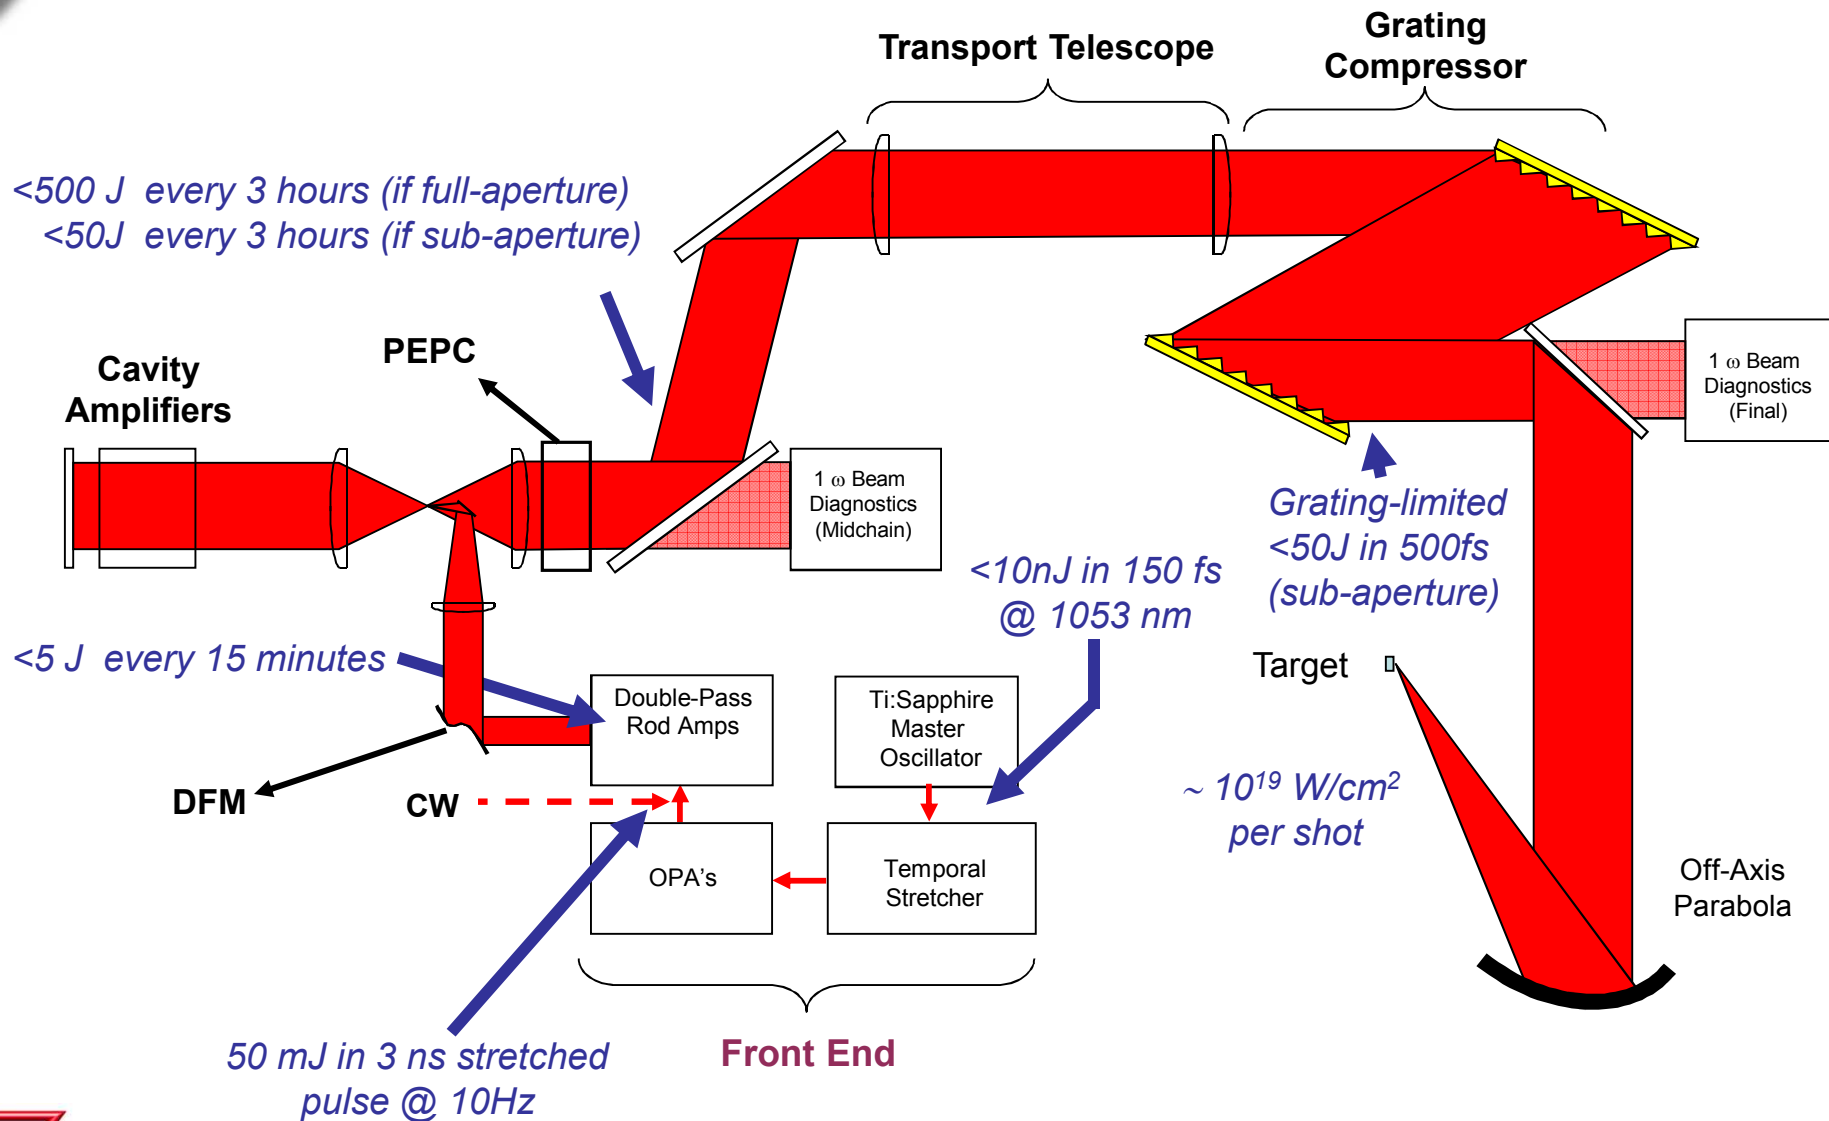 Transport Telescope
Grating
Compressor
<500 J  every 3 hours (if full-aperture)
<50J  every 3 hours (if sub-aperture)
PEPC
Cavity
Amplifiers
1 ω Beam
Diagnostics
(Final)
1 ω Beam
Diagnostics
(Midchain)
Grating-limited
<50J in 500fs
(sub-aperture)
<10nJ in 150 fs
@ 1053 nm
<5 J  every 15 minutes
Target
Double-Pass
Rod Amps
Ti:Sapphire
Master
Oscillator
DFM
CW
~ 10¹⁹ W/cm²
per shot
OPA's
Temporal
Stretcher
Off-Axis
Parabola
Front End
50 mJ in 3 ns stretched
pulse @ 10Hz